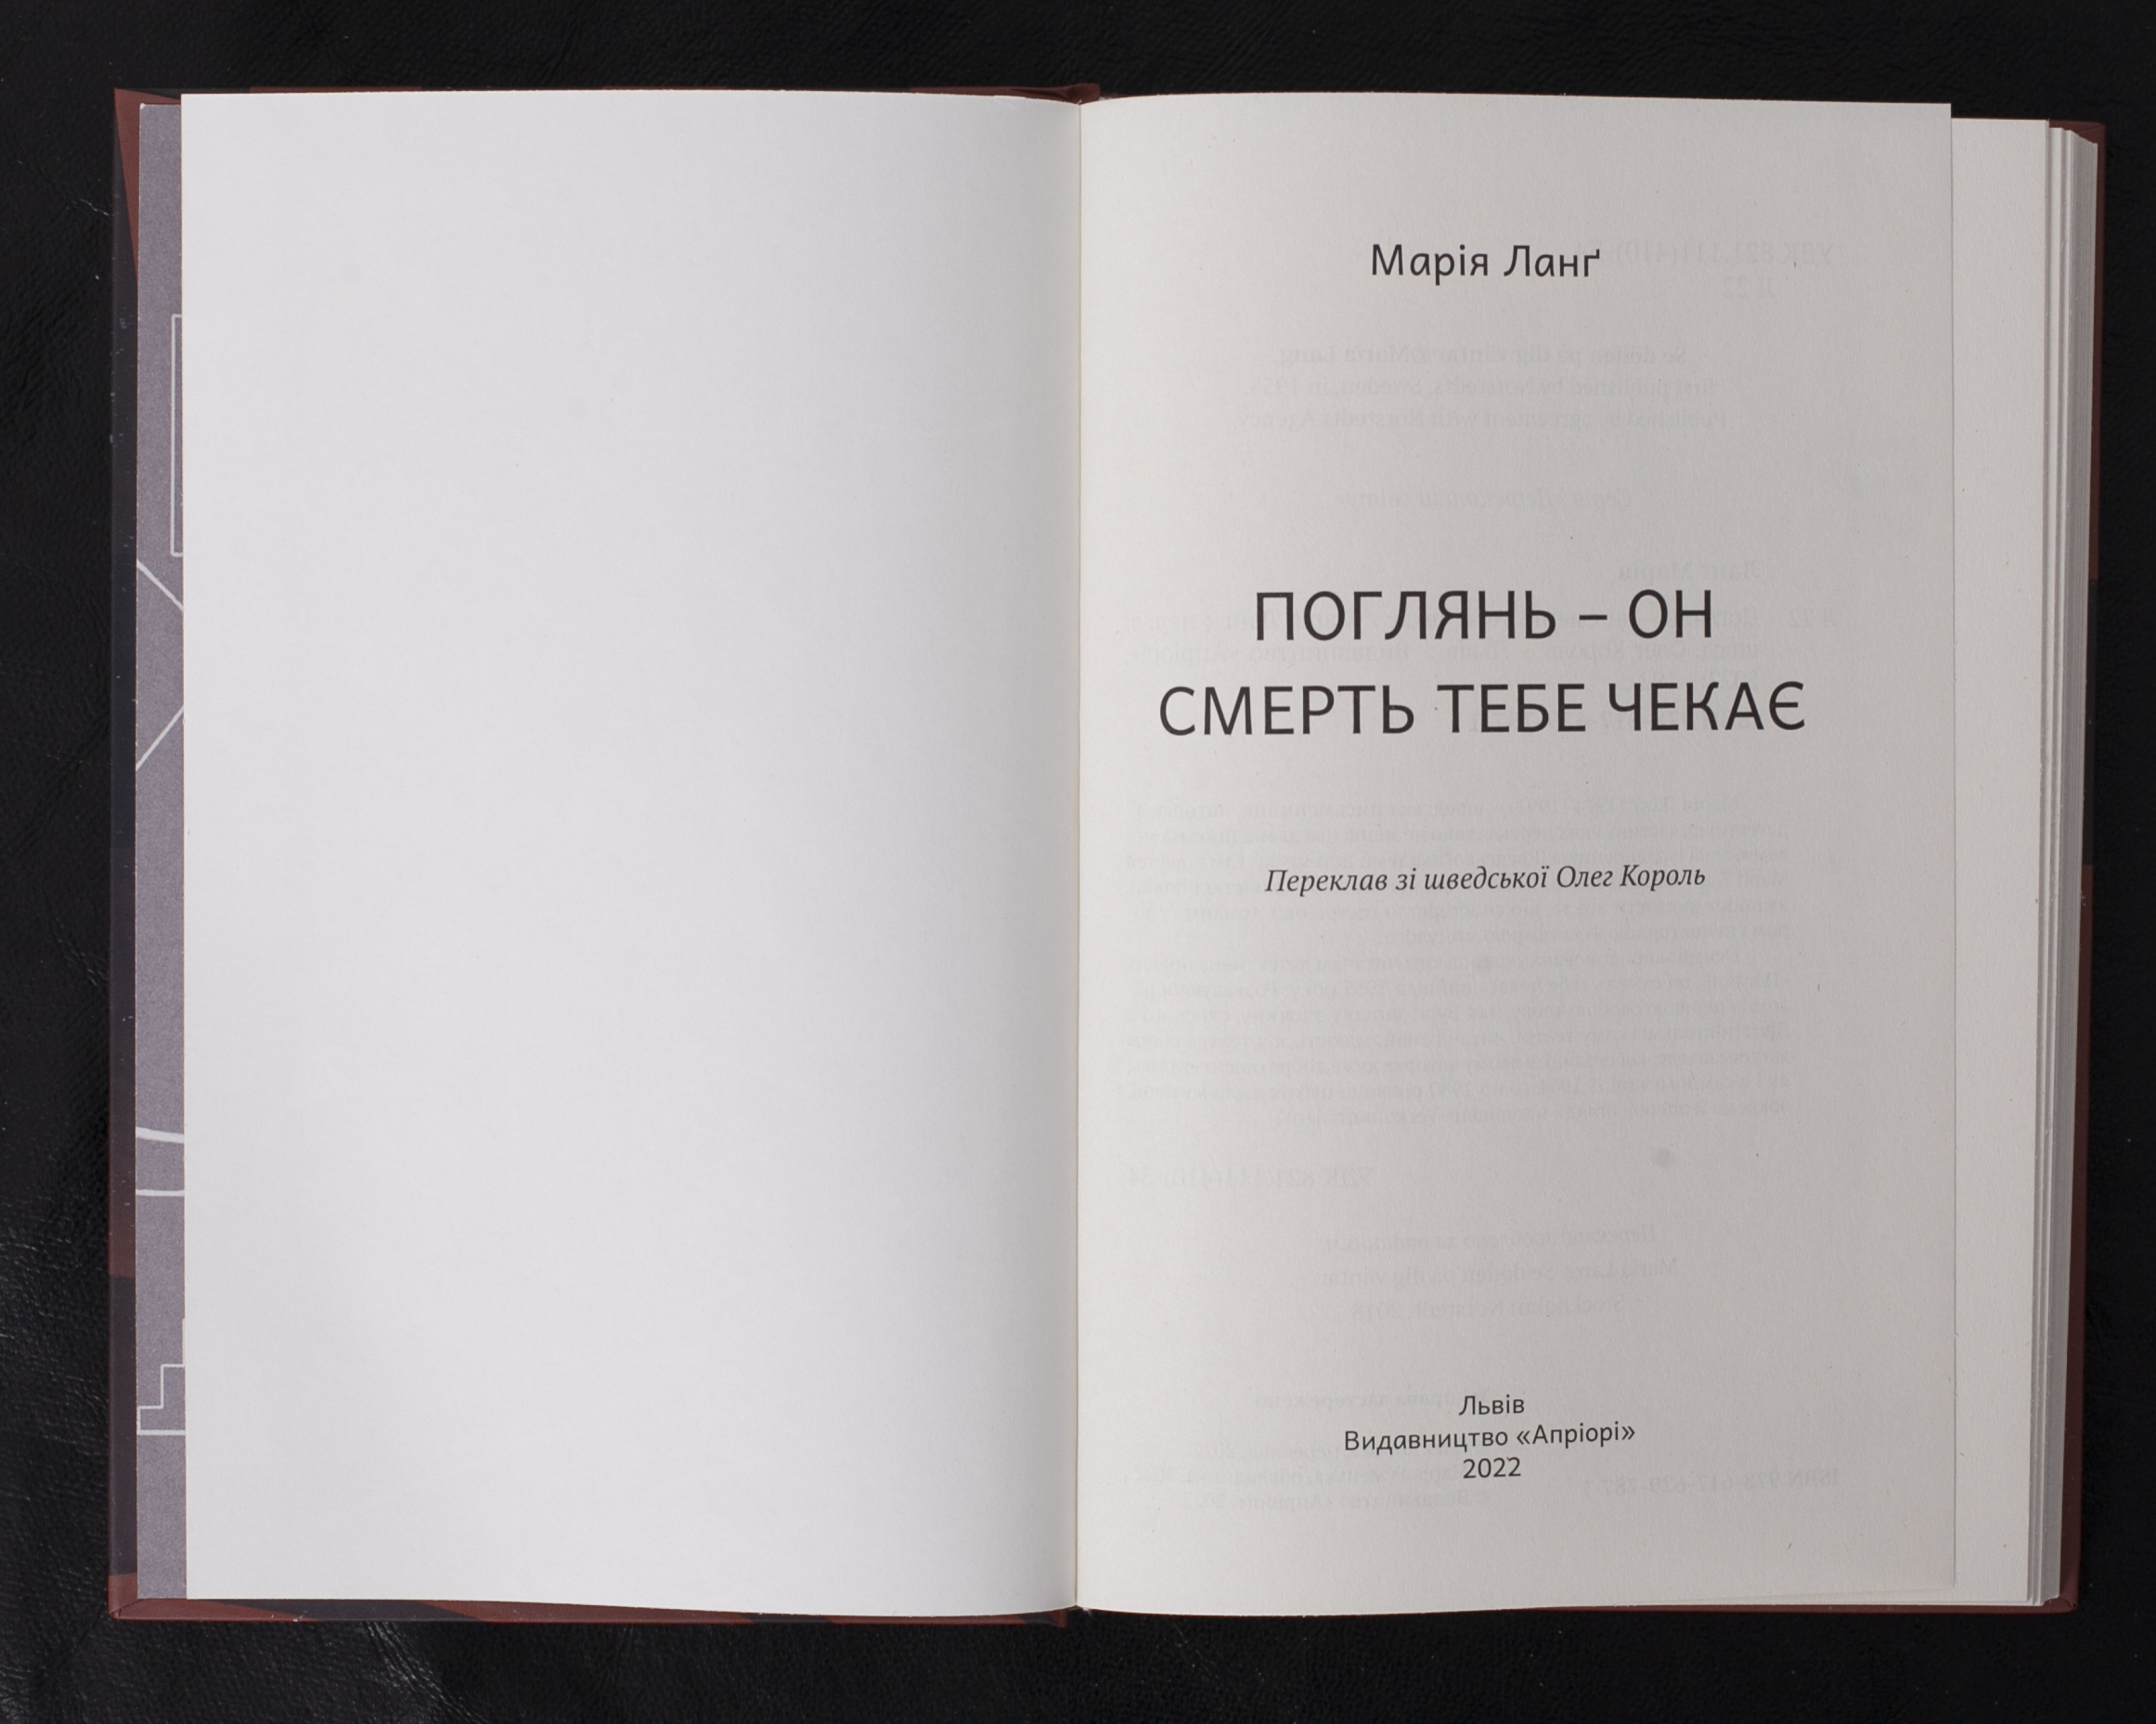 Марія Ланґ
ПОГЛЯНЬ – ОН
СМЕРТЬ ТЕБЕ ЧЕКАЄ
Переклав зі шведської Олег Король
Львів
Видавництво «Апріорі»
2022